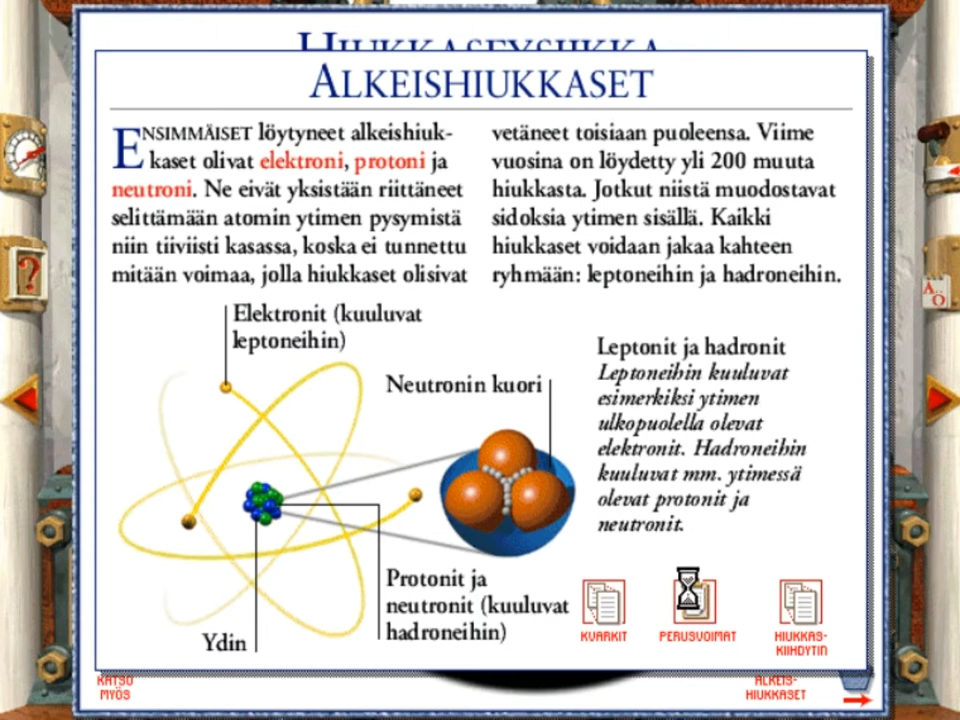 HIUKKASFYSIIKKA
ALKEISHIUKKASET
ENSIMMÄISET löytyneet alkeishiuk-
kaset olivat elektroni, protoni ja
neutroni. Ne eivät yksistään riittäneet
selittämään atomin ytimen pysymistä
niin tiiviisti kasassa, koska ei tunnettu
mitään voimaa, jolla hiukkaset olisivat
vetäneet toisiaan puoleensa. Viime
vuosina on löydetty yli 200 muuta
hiukkasta. Jotkut niistä muodostavat
sidoksia ytimen sisällä. Kaikki
hiukkaset voidaan jakaa kahteen
ryhmään: leptoneihin ja hadroneihin.
Elektronit (kuuluvat
leptoneihin)
Neutronin kuori
Leptonit ja hadronit
Leptoneihin kuuluvat
esimerkiksi ytimen
ulkopuolella olevat
elektronit. Hadroneihin
kuuluvat mm. ytimessä
olevat protonit ja
neutronit.
Protonit ja
neutronit (kuuluvat
hadroneihin)
Ydin
KVARKIT
PERUSVOIMAT
HIUKKAS-
KIIHDYTIN
KATSO
MYÖS
ALKEIS-
HIUKKASET
?
A...
Ö